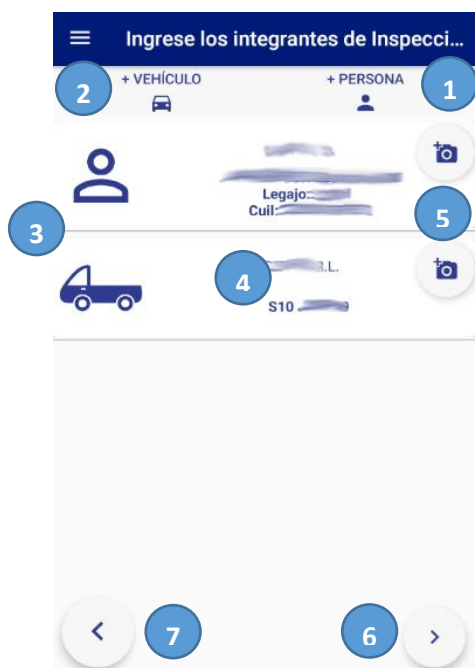 Ingrese los integrantes de Inspecci...
+ VEHÍCULO
+ PERSONA
1
2
Legajo:
Cuil:
5
3
.L.
4
S10
7
6